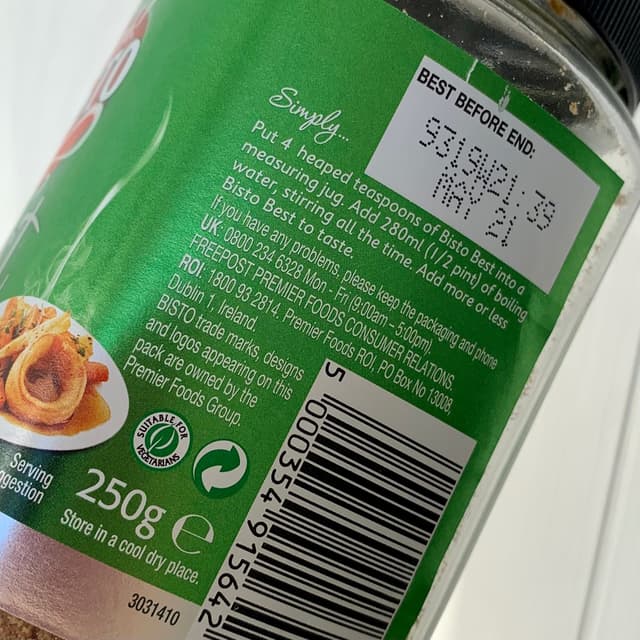 BEST BEFORE END:
9319W21:39
MAY 21
Simply...
Put 4 heaped teaspoons of Bisto Best into a
measuring jug. Add 280ml (1/2 pint) of boiling
water, stirring all the time. Add more or less
Bisto Best to taste.
If you have any problems, please keep the packaging and phone
UK: 0800 234 6328 Mon - Fri (9:00am – 5:00pm).
FREEPOST PREMIER FOODS CONSUMER RELATIONS.
ROI: 1800 93 2814. Premier Foods ROI, PO Box No 13008,
Dublin 1, Ireland.
BISTO trade marks, designs
and logos appearing on this
pack are owned by the
Premier Foods Group.
SUITABLE FOR
VEGETARIANS
Serving
250g e
Store in a cool dry place.
3031410
5 000354 915642